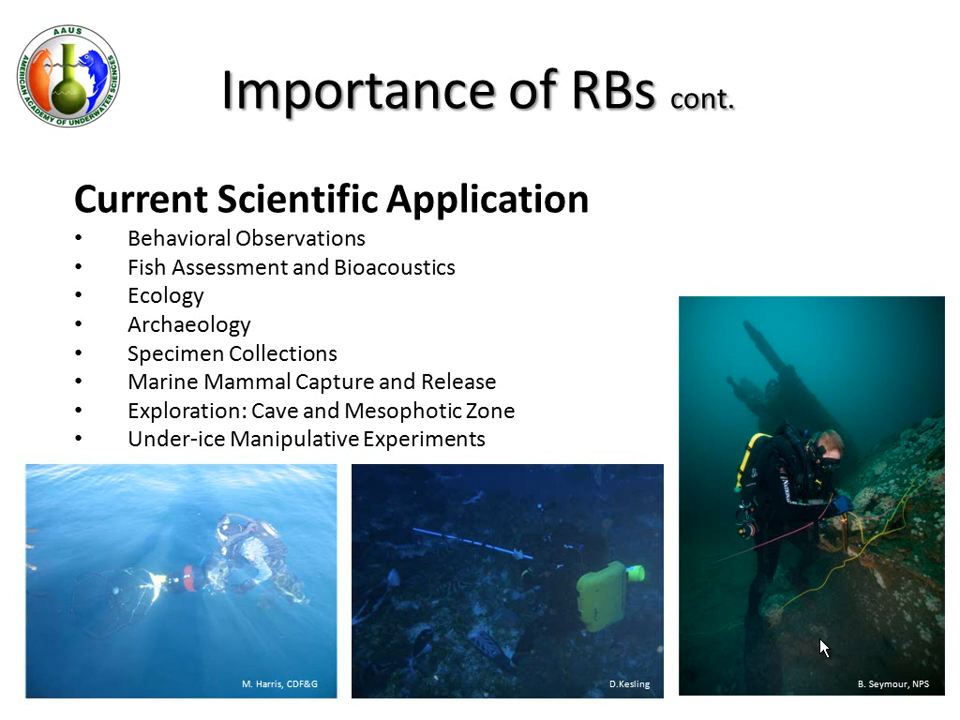 AAUS
AMERICAN ACADEMY OF UNDERWATER SCIENCES
Importance of RBs cont.
Current Scientific Application
• Behavioral Observations
• Fish Assessment and Bioacoustics
• Ecology
• Archaeology
• Specimen Collections
• Marine Mammal Capture and Release
• Exploration: Cave and Mesophotic Zone
• Under-ice Manipulative Experiments
M. Harris, CDF&G
D.Kesling
B. Seymour, NPS